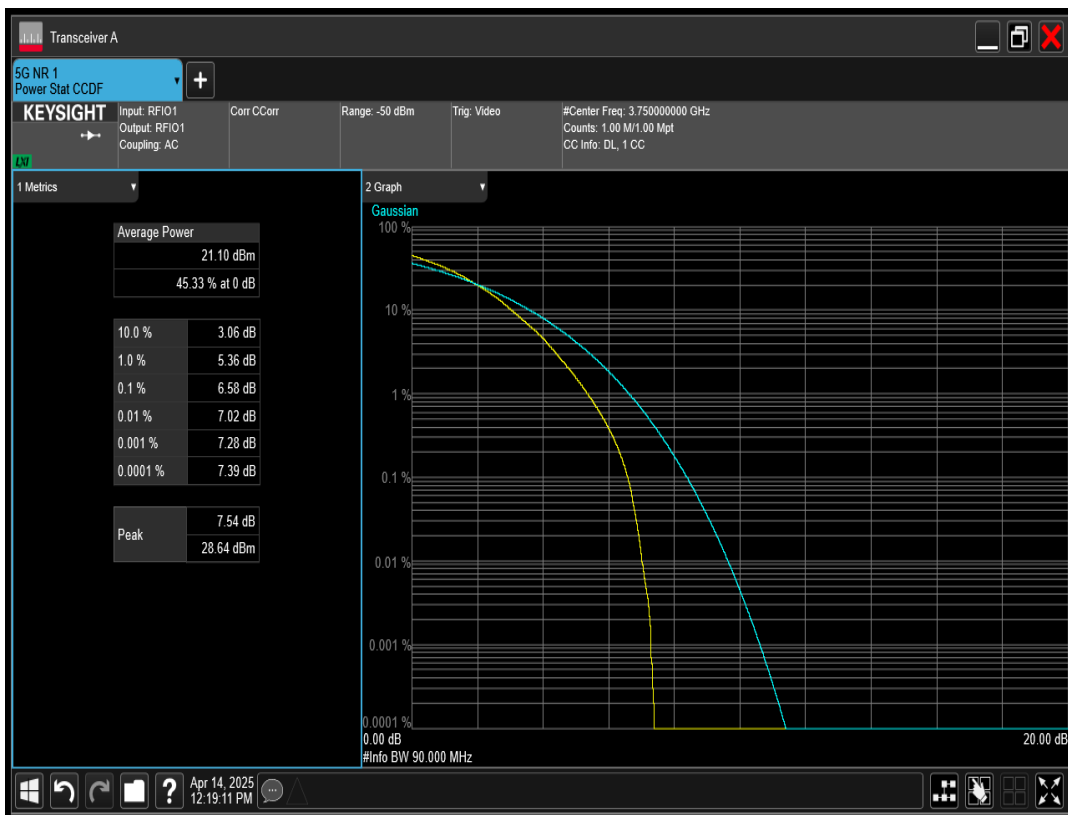 Transceiver A
5G NR 1
Power Stat CCDF
+
KEYSIGHT
LXI
Input: RFIO1
Output: RFIO1
Coupling: AC
Corr CCorr
Range: -50 dBm
Trig: Video
#Center Freq: 3.750000000 GHz
Counts: 1.00 M/1.00 Mpt
CC Info: DL, 1 CC
1 Metrics
Average Power
21.10 dBm
45.33 % at 0 dB
10.0 % 3.06 dB
1.0 % 5.36 dB
0.1 % 6.58 dB
0.01 % 7.02 dB
0.001 % 7.28 dB
0.0001 % 7.39 dB
Peak
7.54 dB
28.64 dBm
2 Graph
Gaussian
100 %
10 %
1 %
0.1 %
0.01 %
0.001 %
0.0001 %
0.00 dB
20.00 dB
#Info BW 90.000 MHz
?
Apr 14, 2025
12:19:11 PM